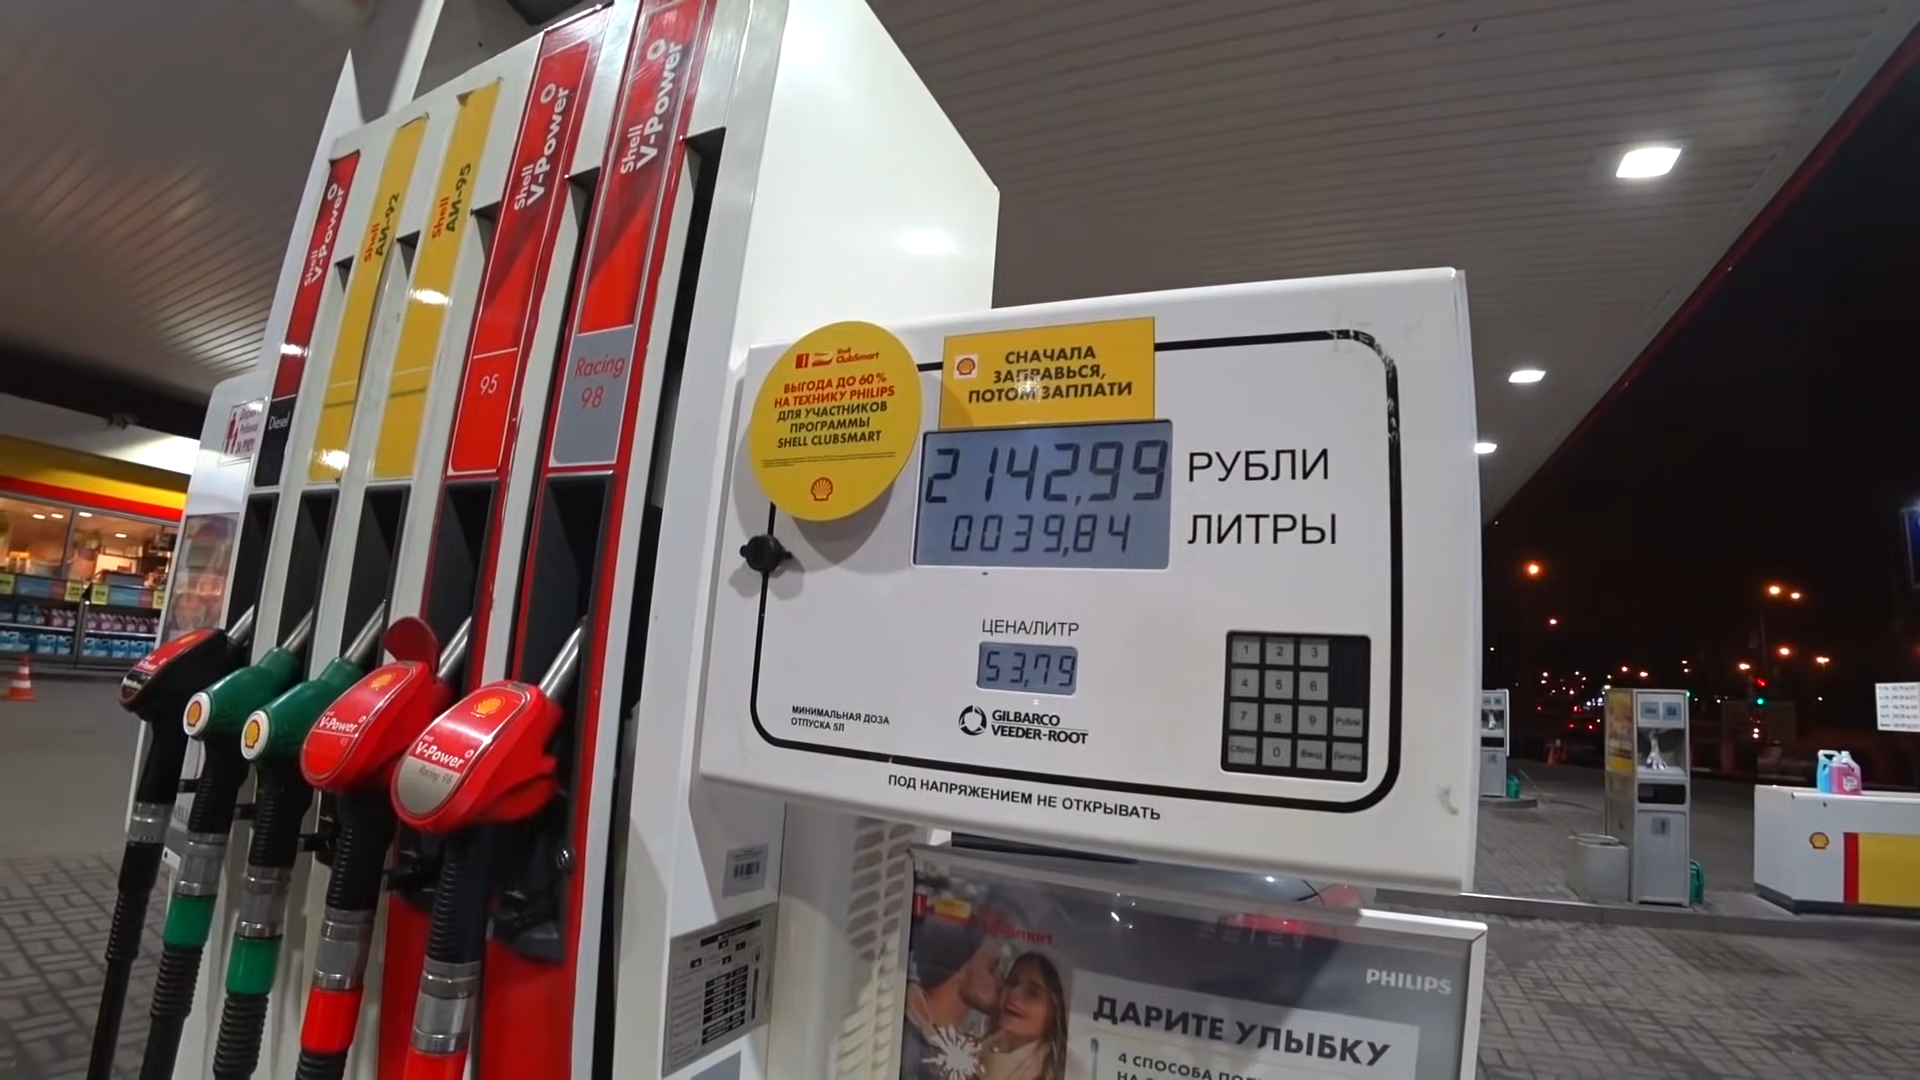 Shell
V-Power
Diesel
Shell
АИ-92
Shell
АИ-95
Shell
V-Power
95
Shell
V-Power
Racing
98
Shell
ClubSmart
ВЫГОДА ДО 60%
НА ТЕХНИКУ PHILIPS
ДЛЯ УЧАСТНИКОВ
ПРОГРАММЫ
SHELL CLUBSMART
СНАЧАЛА
ЗАПРАВЬСЯ,
ПОТОМ ЗАПЛАТИ
2142,99 РУБЛИ
0039,84 ЛИТРЫ
ЦЕНА/ЛИТР
53,79
МИНИМАЛЬНАЯ ДОЗА
ОТПУСКА 5Л
GILBARCO
VEEDER-ROOT
1 2 3
4 5 6
7 8 9 Рубли
Сброс 0 Ввод Литры
ПОД НАПРЯЖЕНИЕМ НЕ ОТКРЫВАТЬ
V-Power
V-Power
95
V-Power
Racing 98
PHILIPS
ДАРИТЕ УЛЫБКУ
4 СПОСОБА